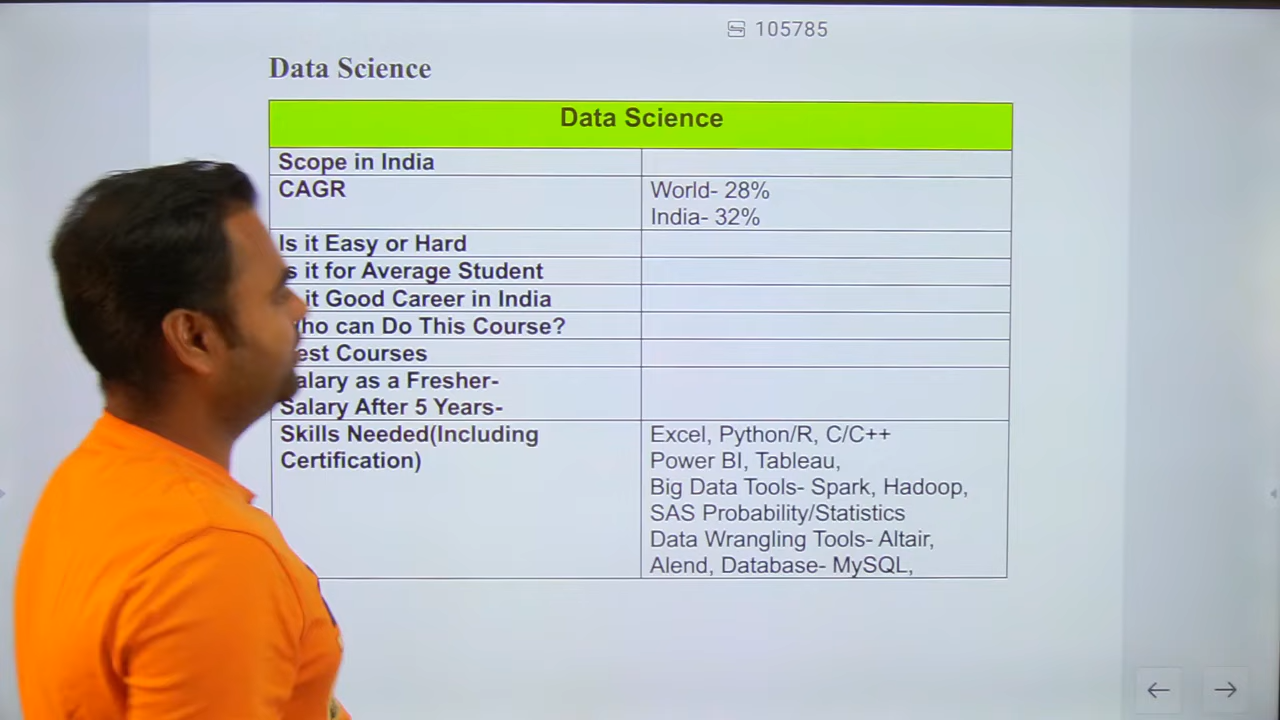 105785
Data Science
Data Science
Scope in India
CAGR
World- 28%
India- 32%
Is it Easy or Hard
s it for Average Student
it Good Career in India
ho can Do This Course?
est Courses
alary as a Fresher-
Salary After 5 Years-
Skills Needed(Including
Certification)
Excel, Python/R, C/C++
Power BI, Tableau,
Big Data Tools- Spark, Hadoop,
SAS Probability/Statistics
Data Wrangling Tools- Altair,
Alend, Database- MySQL,